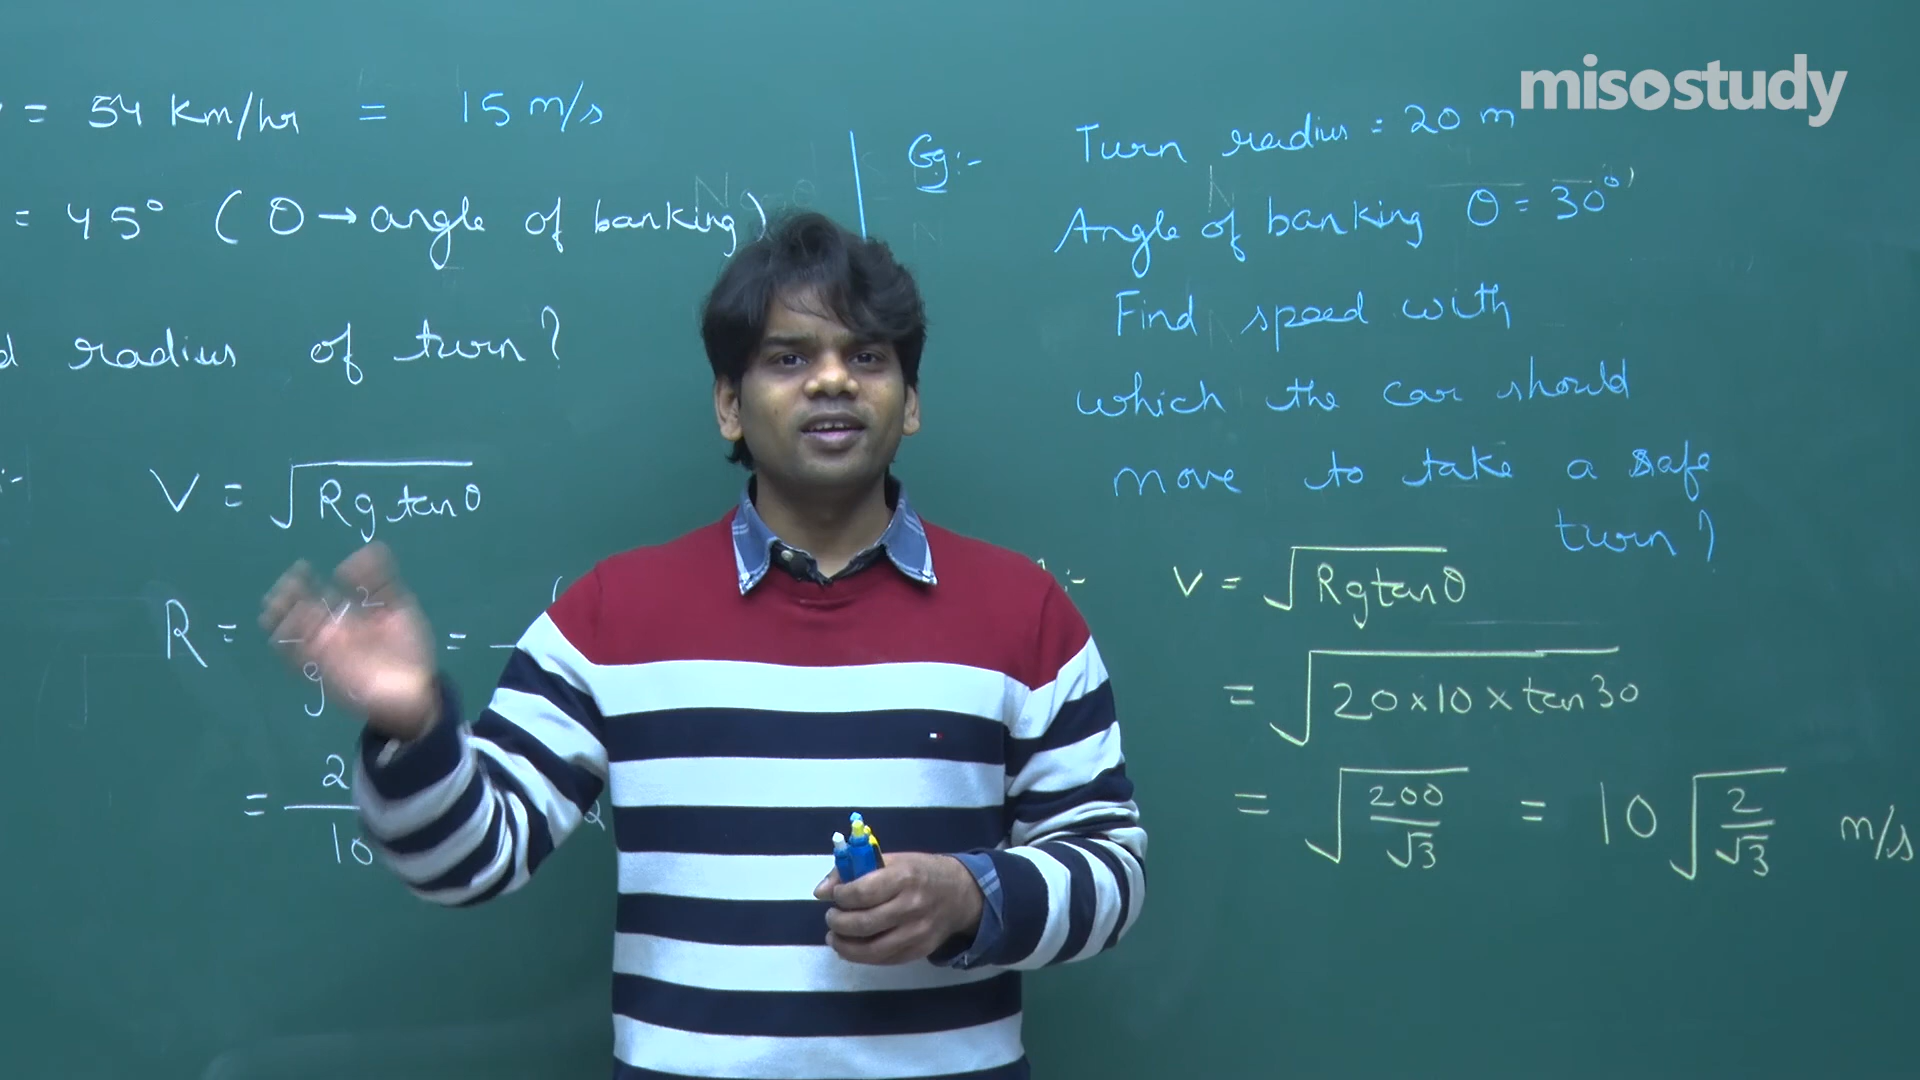 misostudy
= 54 km/hr = 15 m/s
= 45° (θ → angle of banking)
radius of turn?
V = √Rg tanθ
R = v² =
g
= 2
10
Eg:- Turn radius = 20 m
Angle of banking θ = 30°
Find speed with
which the car should
move to take a safe
turn?
V = √Rg tanθ
= √20×10×tan30
= √200/√3 = 10√2/√3 m/s